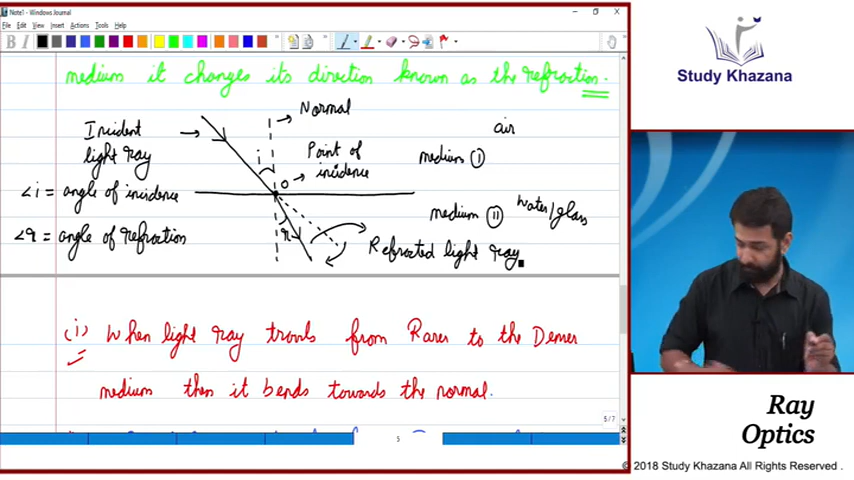 Note1 - Windows Journal
File Edit View Insert Actions Tools Help
B I
Study Khazana
medium it changes its direction known as the refraction.
Normal
Incident
light ray
air
Point of
incidence
medium I
i
O
∠i = angle of incidence
water/glass
medium II
∠r = angle of refraction
r
Refracted light ray
(i) When light ray travels from Rarer to the Denser
medium then it bends towards the normal.
5/7
5
Ray
Optics
© 2018 Study Khazana All Rights Reserved .